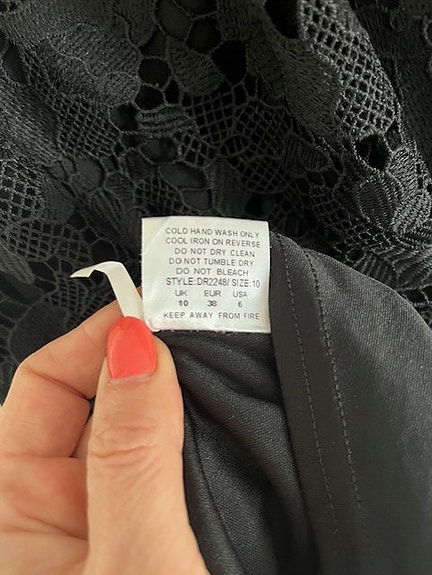 COLD HAND WASH ONLY
COOL IRON ON REVERSE
DO NOT DRY CLEAN
DO NOT TUMBLE DRY
DO NOT BLEACH
STYLE:DR2248/ SIZE:10
UK EUR USA
10 38 6
KEEP AWAY FROM FIRE